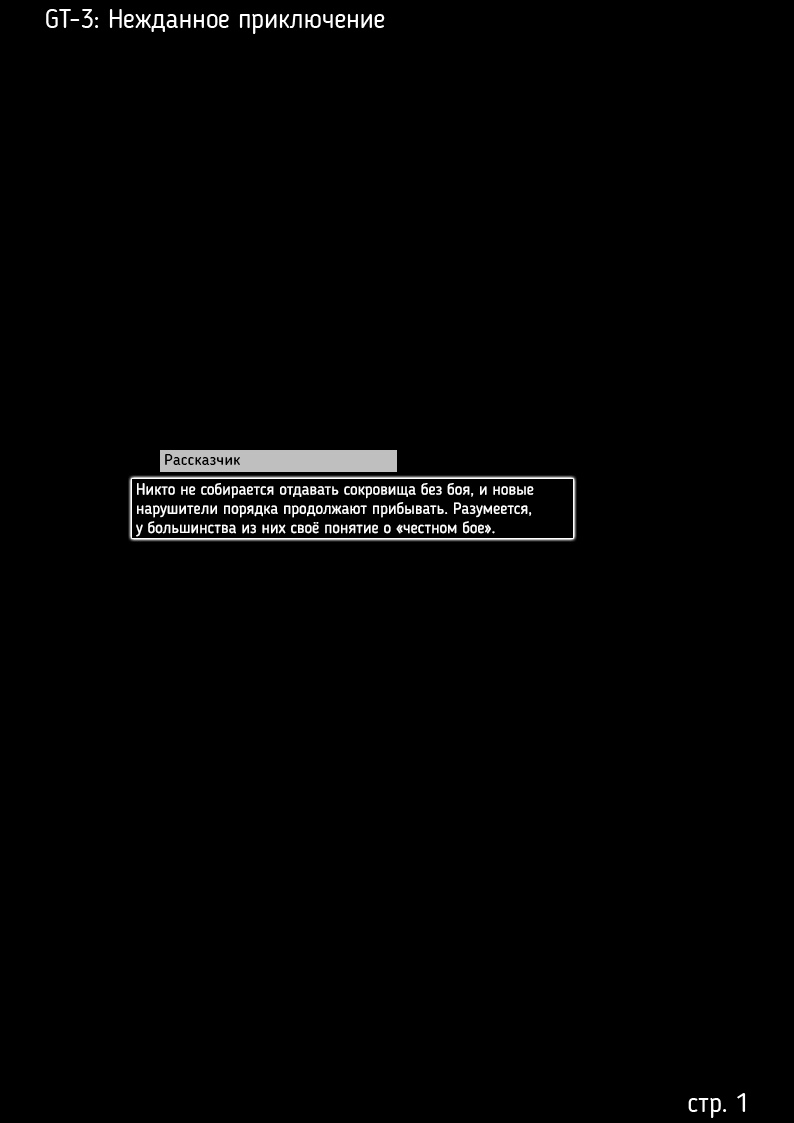 GT-3: Нежданное приключение
Рассказчик
Никто не собирается отдавать сокровища без боя, и новые
нарушители порядка продолжают прибывать. Разумеется,
у большинства из них своё понятие о «честном бое».
стр. 1